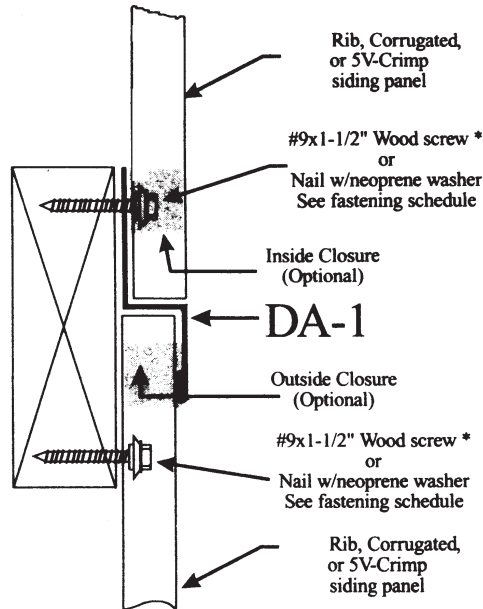 Rib, Corrugated,
or 5V-Crimp
siding panel
#9x1-1/2" Wood screw *
or
Nail w/neoprene washer
See fastening schedule
Inside Closure
(Optional)
DA-1
Outside Closure
(Optional)
#9x1-1/2" Wood screw *
or
Nail w/neoprene washer
See fastening schedule
Rib, Corrugated,
or 5V-Crimp
siding panel